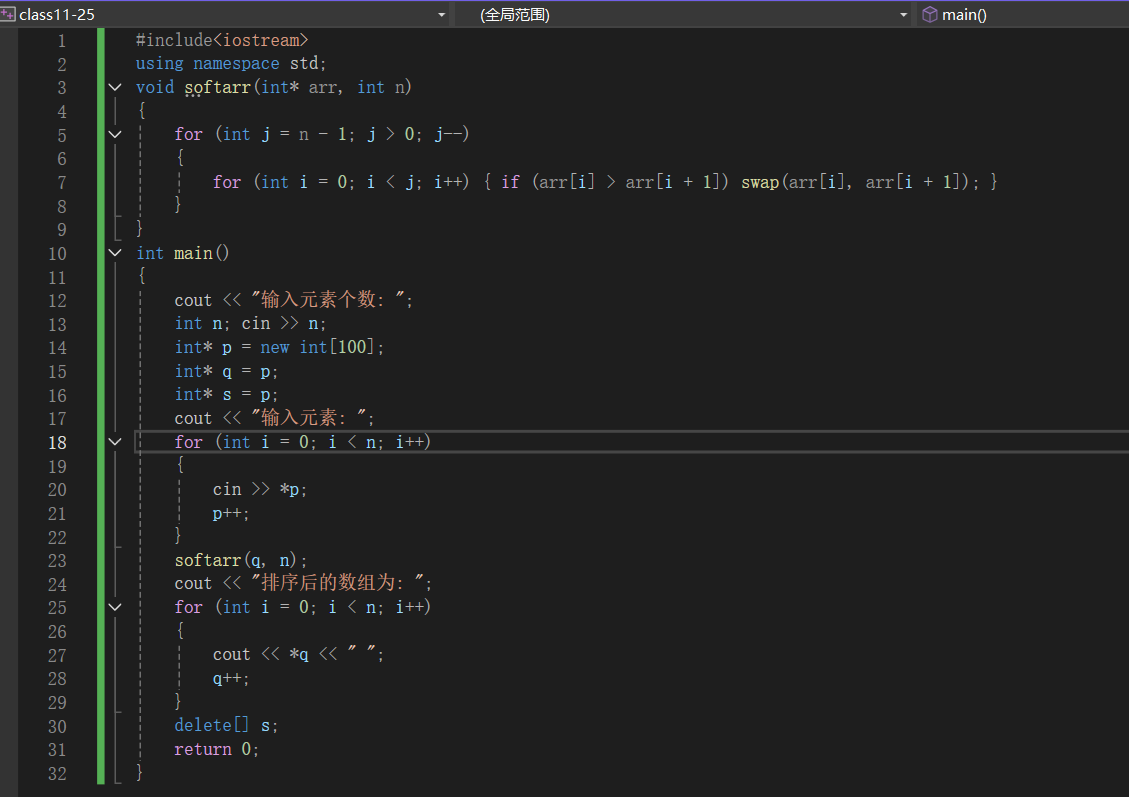 class11-25 (全局范围) main()
1 #include<iostream>
2 using namespace std;
3 void softarr(int* arr, int n)
4 {
5 for (int j = n - 1; j > 0; j--)
6 {
7 for (int i = 0; i < j; i++) { if (arr[i] > arr[i + 1]) swap(arr[i], arr[i + 1]); }
8 }
9 }
10 int main()
11 {
12 cout << "输入元素个数: ";
13 int n; cin >> n;
14 int* p = new int[100];
15 int* q = p;
16 int* s = p;
17 cout << "输入元素: ";
18 for (int i = 0; i < n; i++)
19 {
20 cin >> *p;
21 p++;
22 }
23 softarr(q, n);
24 cout << "排序后的数组为: ";
25 for (int i = 0; i < n; i++)
26 {
27 cout << *q << " ";
28 q++;
29 }
30 delete[] s;
31 return 0;
32 }